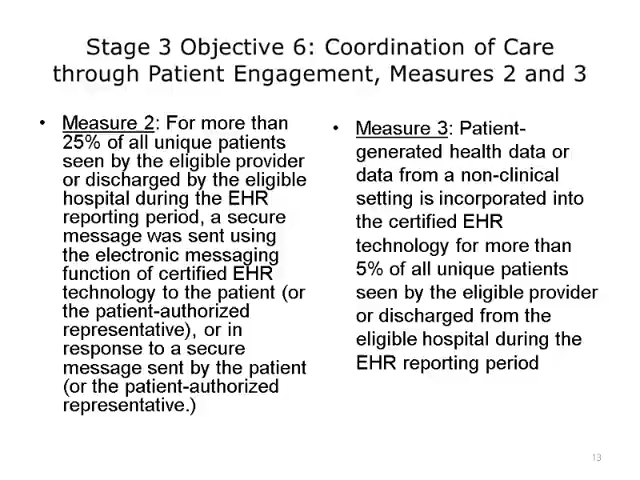 Stage 3 Objective 6: Coordination of Care
through Patient Engagement, Measures 2 and 3
• Measure 2: For more than
25% of all unique patients
seen by the eligible provider
or discharged by the eligible
hospital during the EHR
reporting period, a secure
message was sent using
the electronic messaging
function of certified EHR
technology to the patient (or
the patient-authorized
representative), or in
response to a secure
message sent by the patient
(or the patient-authorized
representative.)
• Measure 3: Patient-
generated health data or
data from a non-clinical
setting is incorporated into
the certified EHR
technology for more than
5% of all unique patients
seen by the eligible provider
or discharged from the
eligible hospital during the
EHR reporting period
13